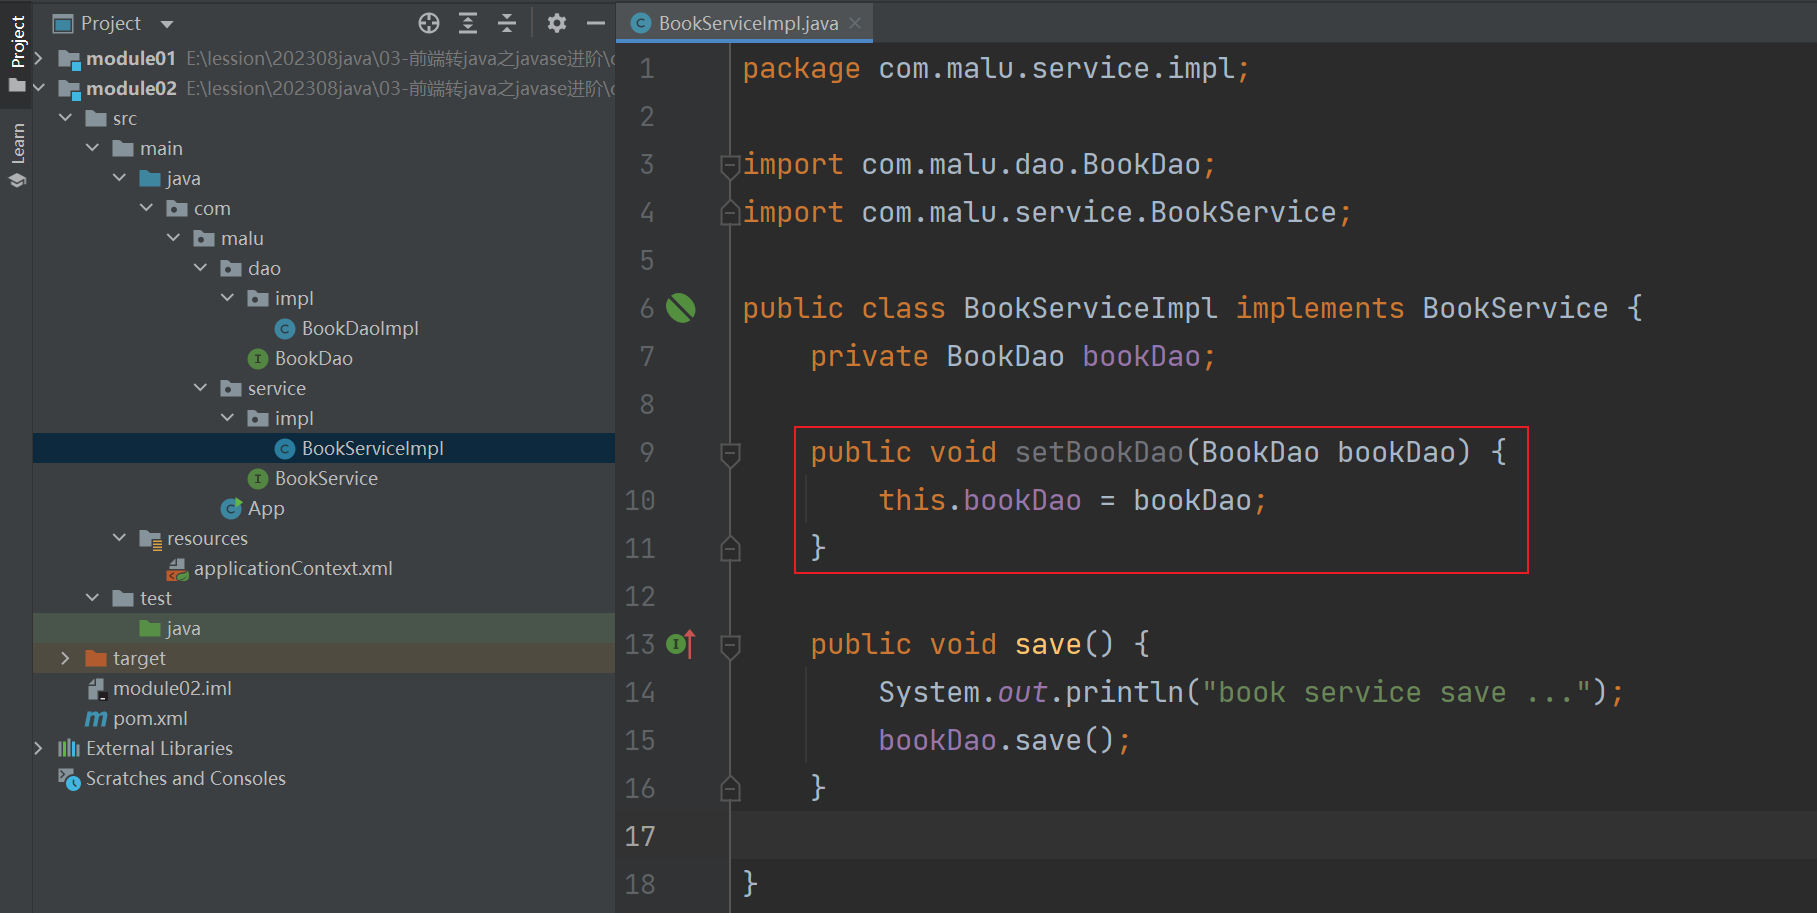 Project
Learn
Project
module01 E:\lession\202308java\03-前端转java之javase进阶\c
module02 E:\lession\202308java\03-前端转java之javase进阶\c
src
main
java
com
malu
dao
impl
BookDaoImpl
BookDao
service
impl
BookServiceImpl
BookService
App
resources
applicationContext.xml
test
java
target
module02.iml
pom.xml
External Libraries
Scratches and Consoles
BookServiceImpl.java
1 package com.malu.service.impl;
2
3 import com.malu.dao.BookDao;
4 import com.malu.service.BookService;
5
6 public class BookServiceImpl implements BookService {
7 private BookDao bookDao;
8
9 public void setBookDao(BookDao bookDao) {
10 this.bookDao = bookDao;
11 }
12
13 public void save() {
14 System.out.println("book service save ...");
15 bookDao.save();
16 }
17
18 }